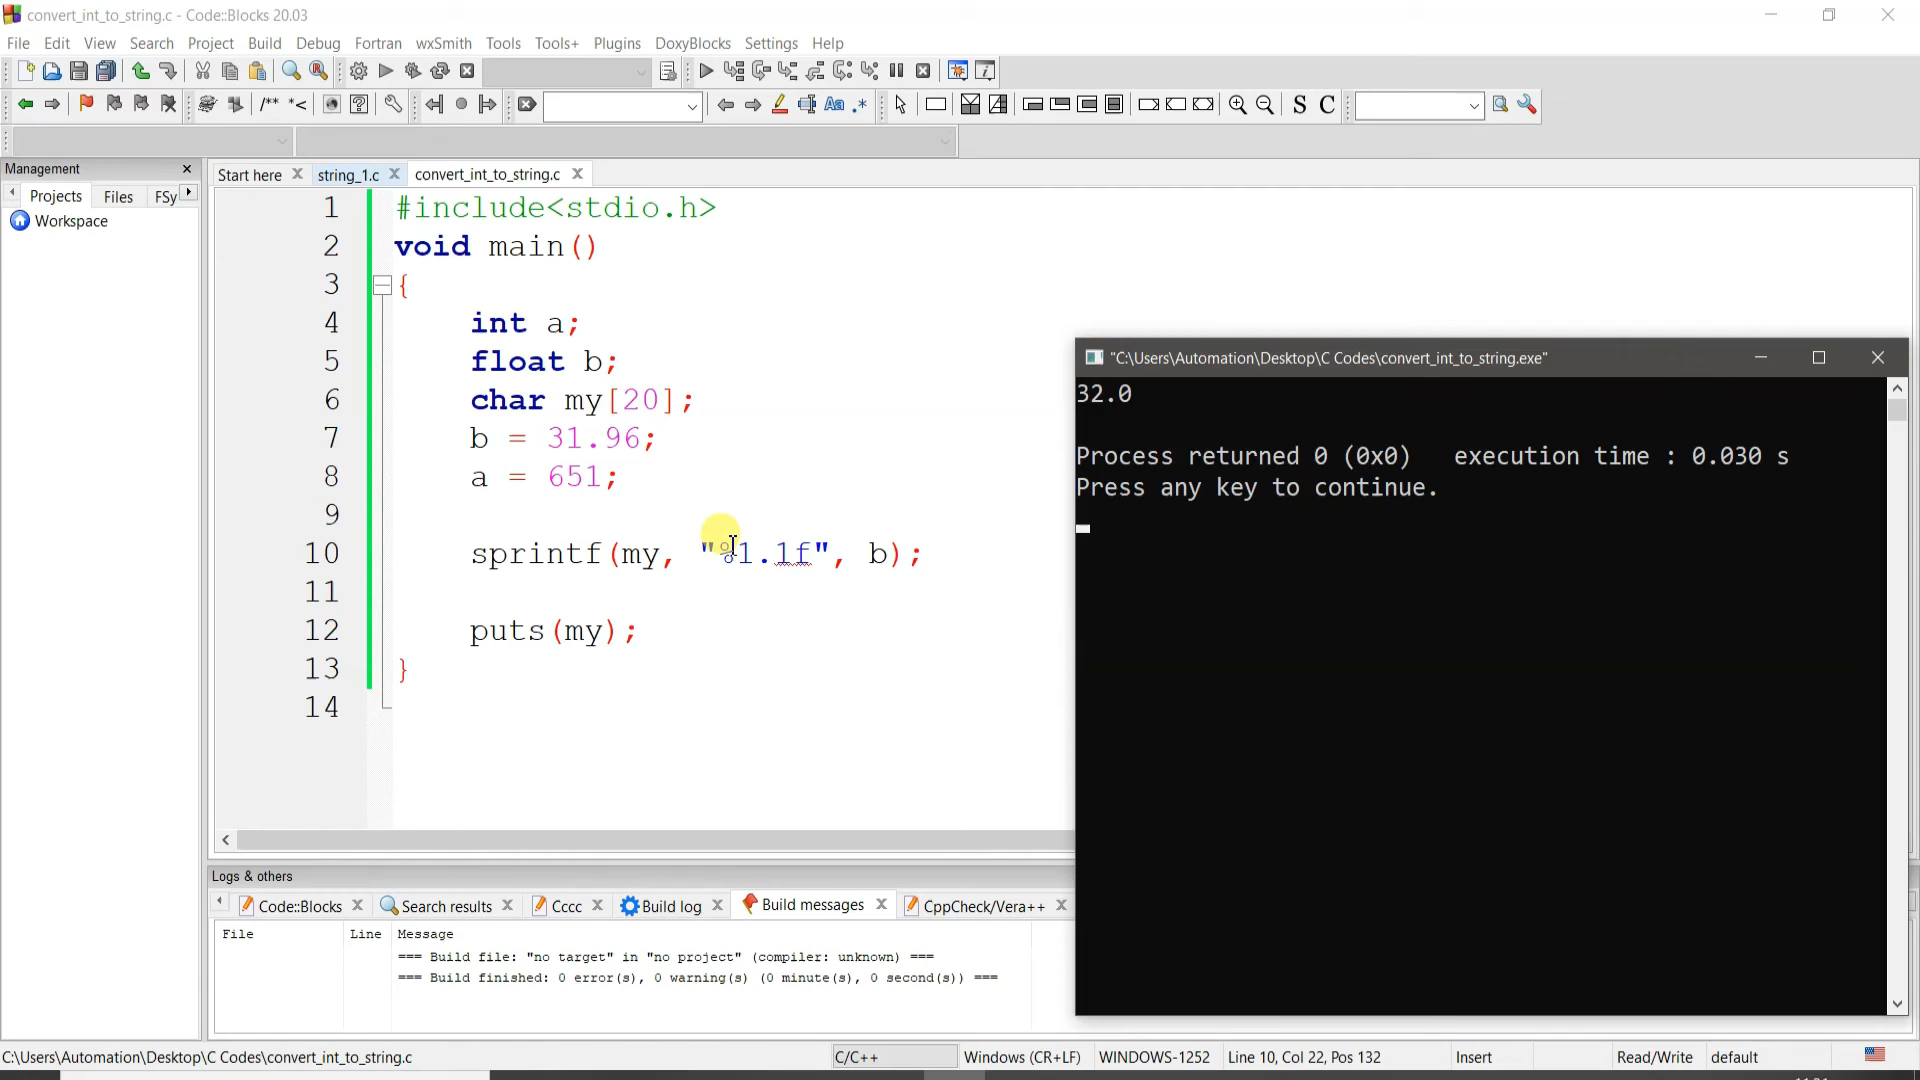 convert_int_to_string.c - Code::Blocks 20.03
File Edit View Search Project Build Debug Fortran wxSmith Tools Tools+ Plugins DoxyBlocks Settings Help
/** *< Aa .* S C
Management
Projects Files FSy
Workspace
Start here string_1.c convert_int_to_string.c
1 #include<stdio.h>
2 void main()
3 {
4 int a;
5 float b;
6 char my[20];
7 b = 31.96;
8 a = 651;
9
10 sprintf(my, "%1.1f", b);
11
12 puts(my);
13 }
14
"C:\Users\Automation\Desktop\C Codes\convert_int_to_string.exe"
32.0
Process returned 0 (0x0) execution time : 0.030 s
Press any key to continue.
Logs & others
Code::Blocks Search results Cccc Build log Build messages CppCheck/Vera++
File Line Message
=== Build file: "no target" in "no project" (compiler: unknown) ===
=== Build finished: 0 error(s), 0 warning(s) (0 minute(s), 0 second(s)) ===
C:\Users\Automation\Desktop\C Codes\convert_int_to_string.c C/C++ Windows (CR+LF) WINDOWS-1252 Line 10, Col 22, Pos 132 Insert Read/Write default